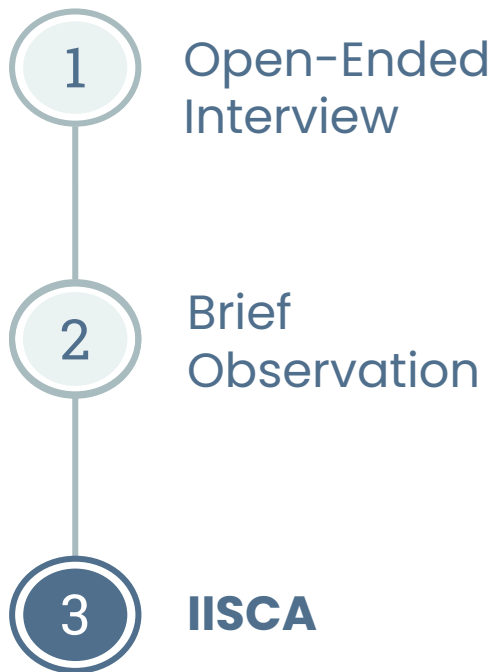 1
Open-Ended
Interview
2
Brief
Observation
3
IISCA